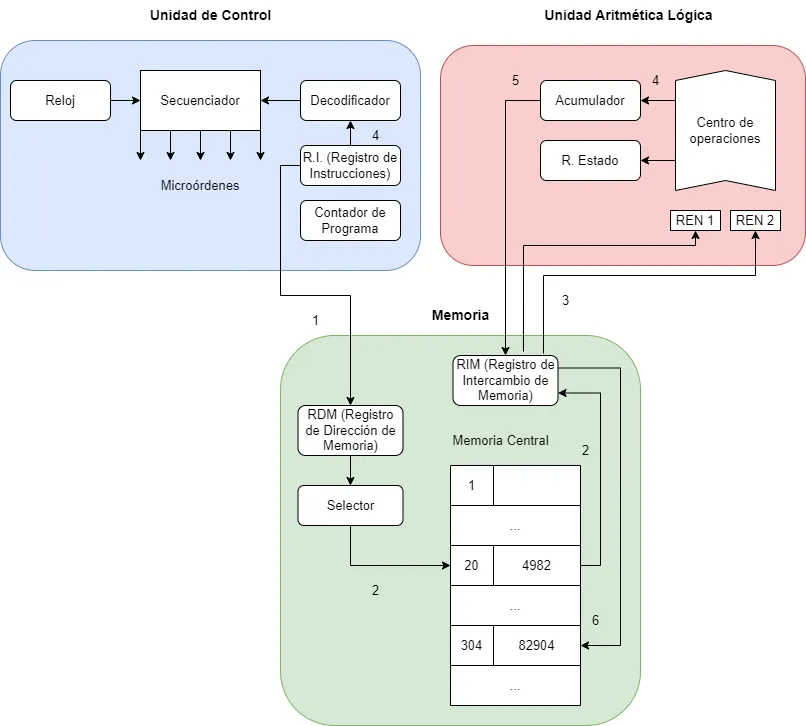 Unidad de Control
Unidad Aritmética Lógica
Reloj
Secuenciador
Decodificador
4
R.I. (Registro de
Instrucciones)
Microórdenes
Contador de
Programa
5
Acumulador
4
Centro de
operaciones
R. Estado
REN 1
REN 2
1
Memoria
3
RIM (Registro de
Intercambio de
Memoria)
RDM (Registro
de Dirección de
Memoria)
Memoria Central
2
Selector
1
...
20
4982
2
...
6
304
82904
...